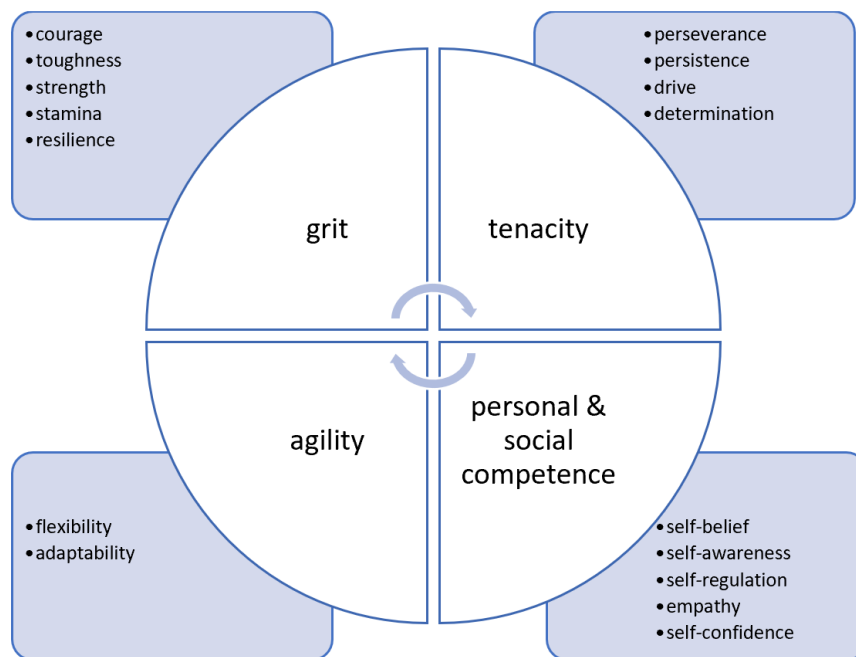 •courage
•toughness
•strength
•stamina
•resilience
•perseverance
•persistence
•drive
•determination
grit
tenacity
agility
personal &
social
competence
•flexibility
•adaptability
•self-belief
•self-awareness
•self-regulation
•empathy
•self-confidence